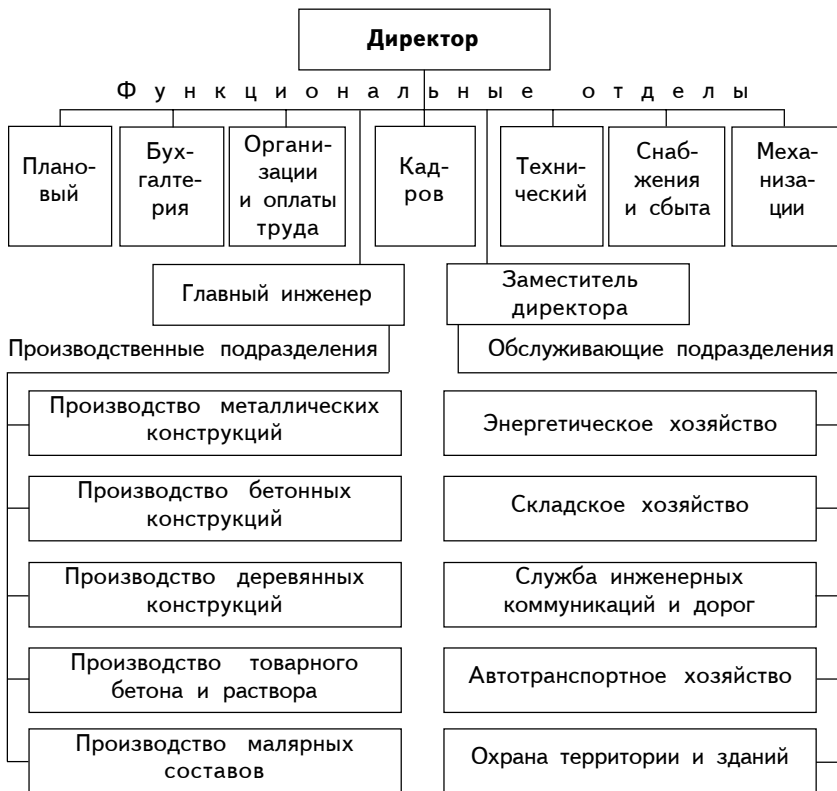 Директор
Функциональные отделы
Плано-
вый
Бух-
галте-
рия
Органи-
зации
и оплаты
труда
Кад-
ров
Техни-
ческий
Снаб-
жения
и сбыта
Меха-
низа-
ции
Главный инженер
Заместитель
директора
Производственные подразделения
Обслуживающие подразделения
Производство металлических
конструкций
Производство бетонных
конструкций
Производство деревянных
конструкций
Производство товарного
бетона и раствора
Производство малярных
составов
Энергетическое хозяйство
Складское хозяйство
Служба инженерных
коммуникаций и дорог
Автотранспортное хозяйство
Охрана территории и зданий